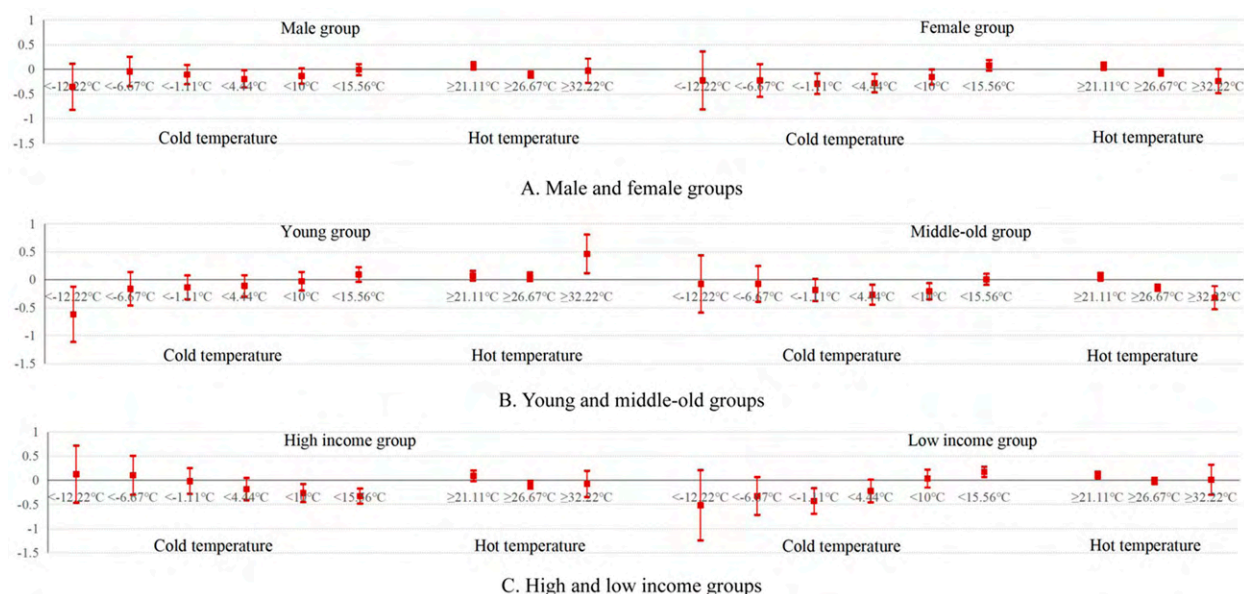 1
Male group
Female group
0.5
0
<-12.22°C <-6.67°C <-1.11°C <4.44°C <10°C <15.56°C ≥21.11°C ≥26.67°C ≥32.22°C <-12.22°C <-6.67°C <-1.11°C <4.44°C <10°C <15.56°C ≥21.11°C ≥26.67°C ≥32.22°C
-0.5
-1
Cold temperature Hot temperature Cold temperature Hot temperature
-1.5
A. Male and female groups
1
Young group
Middle-old group
0.5
0
<-12.22°C <-6.67°C <-1.11°C <4.44°C <10°C <15.56°C ≥21.11°C ≥26.67°C ≥32.22°C <-12.22°C <-6.67°C <-1.11°C <4.44°C <10°C <15.56°C ≥21.11°C ≥26.67°C ≥32.22°C
-0.5
-1
Cold temperature Hot temperature Cold temperature Hot temperature
-1.5
B. Young and middle-old groups
1
High income group
Low income group
0.5
0
<-12.22°C <-6.67°C <-1.11°C <4.44°C <10°C <15.56°C ≥21.11°C ≥26.67°C ≥32.22°C <-12.22°C <-6.67°C <-1.11°C <4.44°C <10°C <15.56°C ≥21.11°C ≥26.67°C ≥32.22°C
-0.5
-1
Cold temperature Hot temperature Cold temperature Hot temperature
-1.5
C. High and low income groups